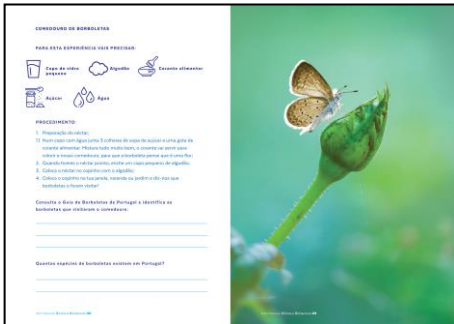 COMEDOURO DE BORBOLETAS
PARA ESTA EXPERIÊNCIA VAIS PRECISAR:
Copo de vidro pequeno
Algodão
Corante alimentar
Açúcar
Água
PROCEDIMENTO
1. Preparação do néctar:
1.1 Num copo com água junta 3 colheres de sopa de açúcar e uma gota de
corante alimentar. Mistura tudo muito bem, o corante vai servir para
colorir o nosso comedouro, para que a borboleta pense que é uma flor;
2. Quando tiveres o néctar pronto, enche um copo pequeno de algodão;
3. Coloca o néctar no copinho com o algodão;
4. Coloca o copinho na tua janela, varanda ou jardim e diz-nos que
borboletas o foram visitar!
Consulta o Guia de Borboletas de Portugal e identifica as
borboletas que visitaram o comedouro:
Quantas espécies de borboletas existem em Portugal?